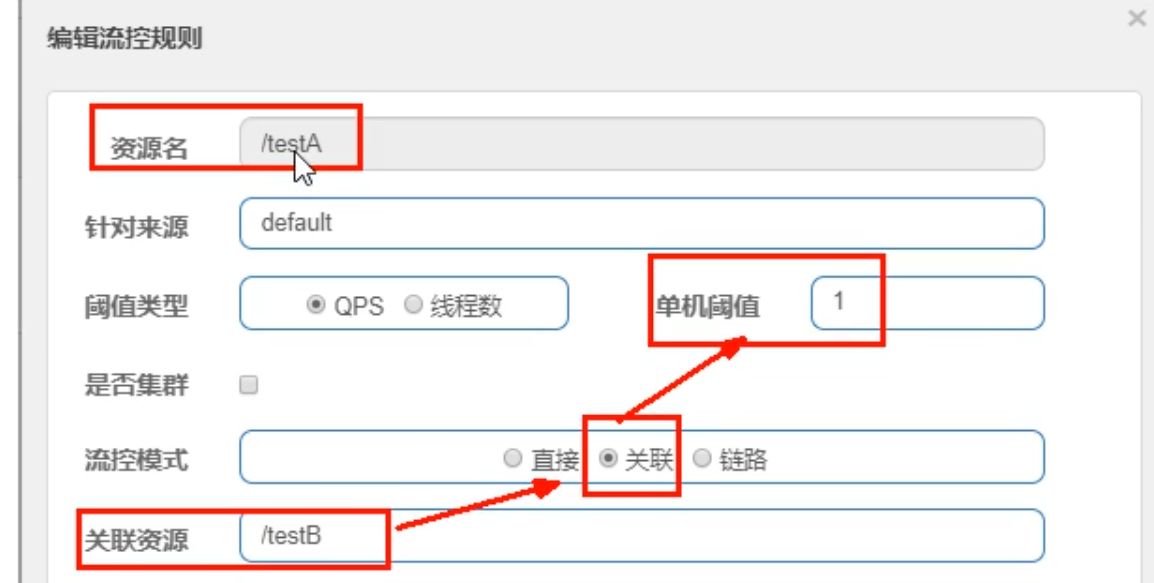 编辑流控规则
×
资源名 /testA
针对来源 default
阈值类型 QPS 线程数 单机阈值 1
是否集群
流控模式 直接 关联 链路
关联资源 /testB